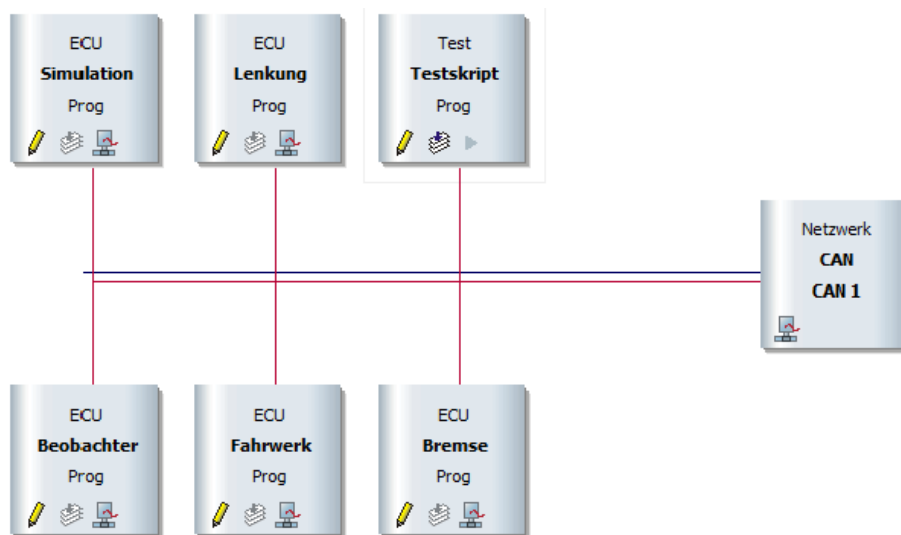 ECU
Simulation
Prog
ECU
Lenkung
Prog
Test
Testskript
Prog
Netzwerk
CAN
CAN 1
ECU
Beobachter
Prog
ECU
Fahrwerk
Prog
ECU
Bremse
Prog